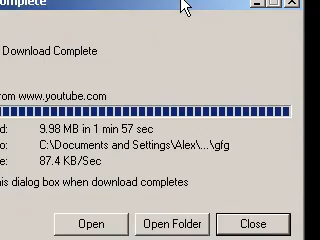 omplete
Download Complete
rom www.youtube.com
d: 9.98 MB in 1 min 57 sec
o: C:\Documents and Settings\Alex\...\gfg
e: 87.4 KB/Sec
is dialog box when download completes
Open Open Folder Close